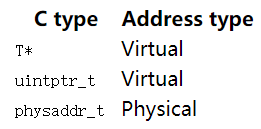 C type Address type
T* Virtual
uintptr_t Virtual
physaddr_t Physical